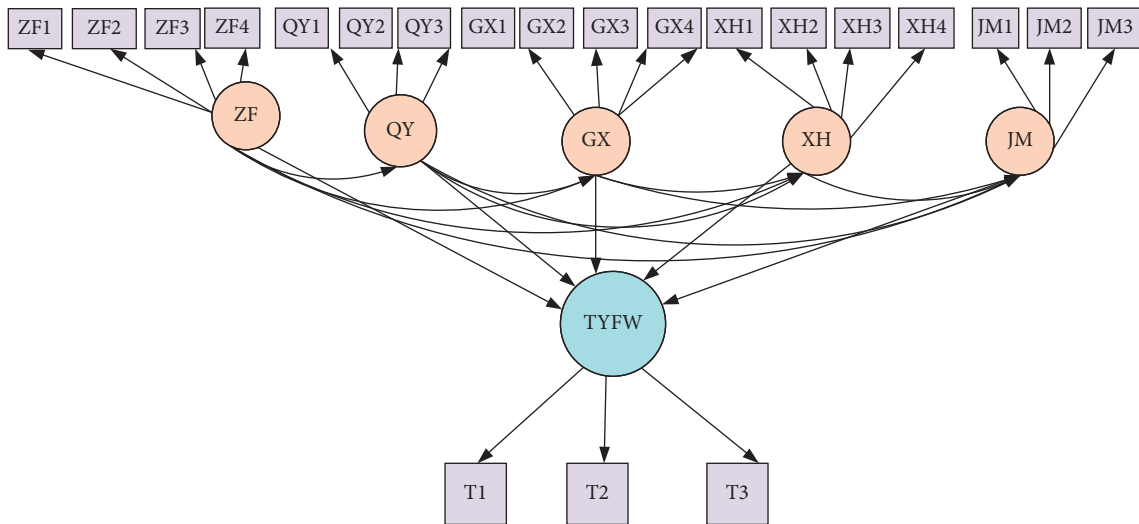 ZF1 ZF2 ZF3 ZF4 QY1 QY2 QY3 GX1 GX2 GX3 GX4 XH1 XH2 XH3 XH4 JM1 JM2 JM3
ZF QY GX XH JM
TYFW
T1 T2 T3